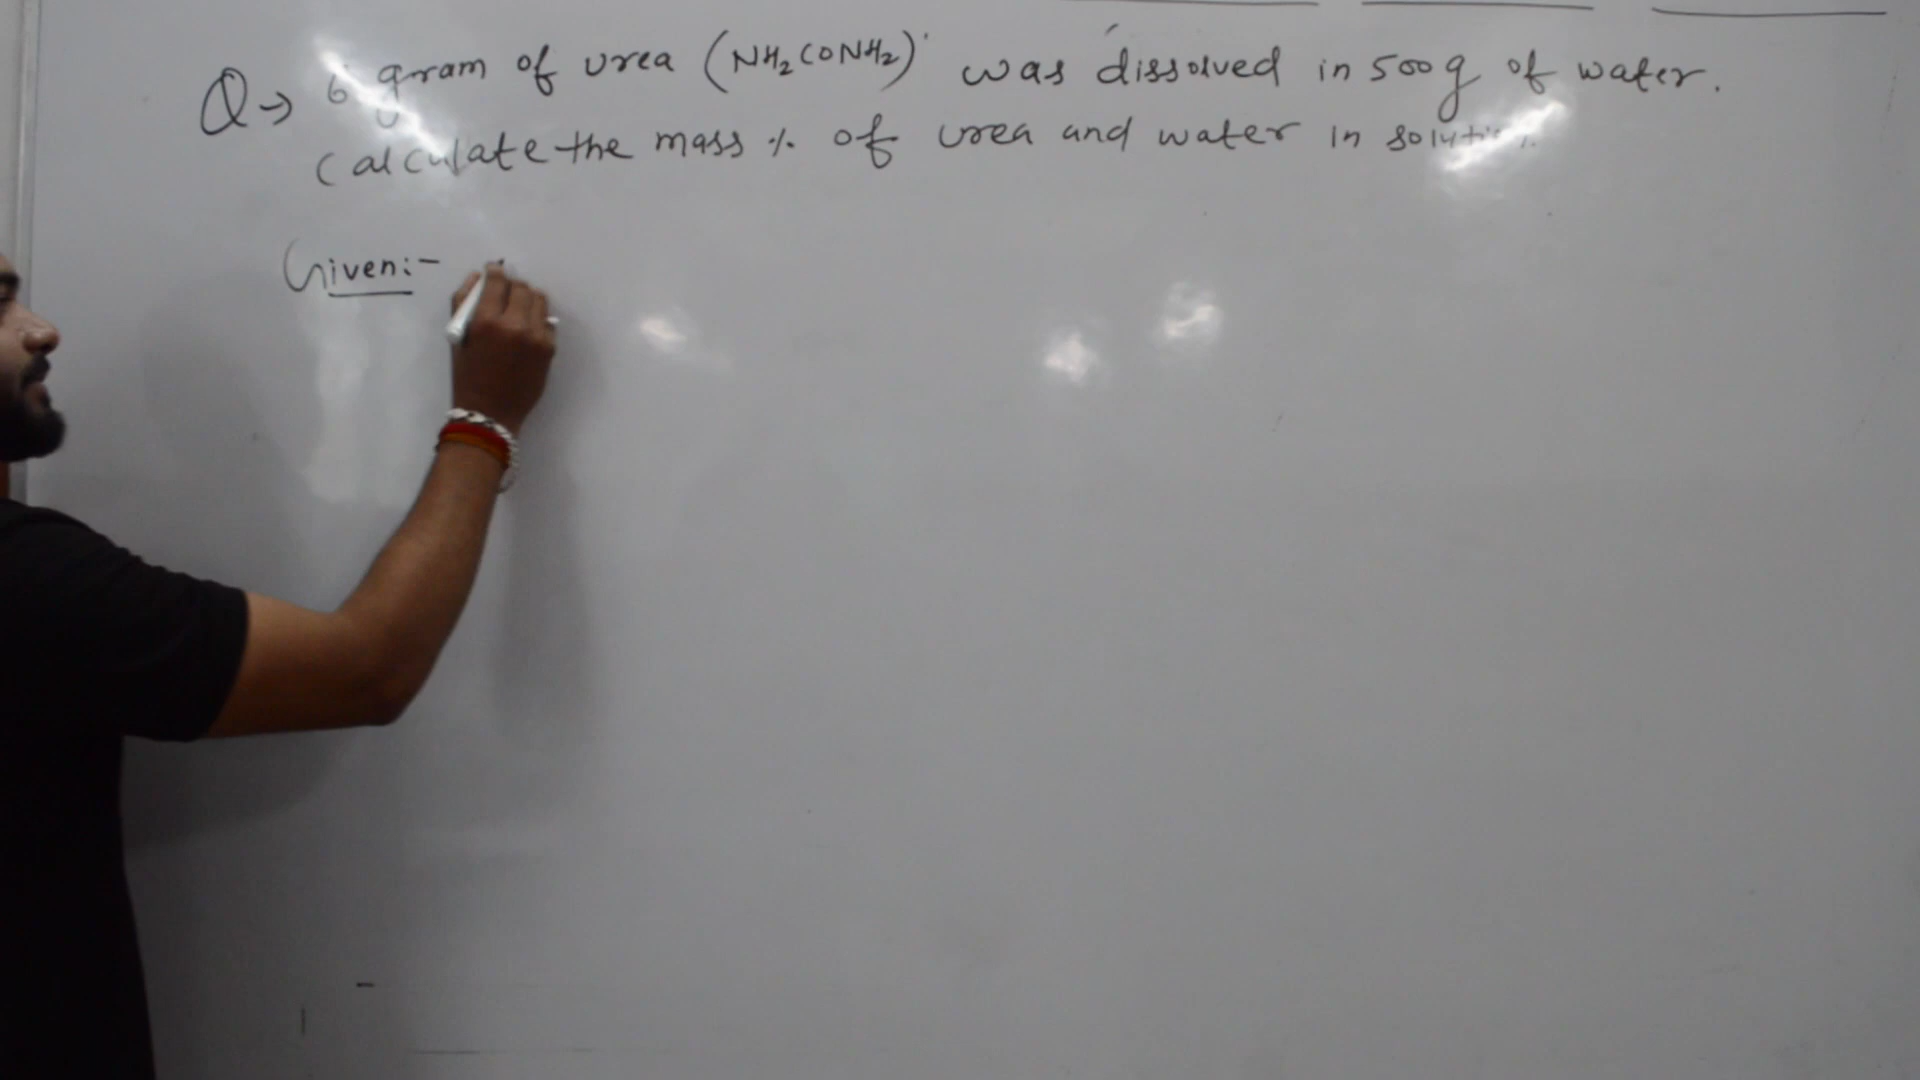 Q→ 6 gram of urea (NH₂CONH₂) was dissolved in 500g of water.
Calculate the mass % of urea and water in solution.
Given:-